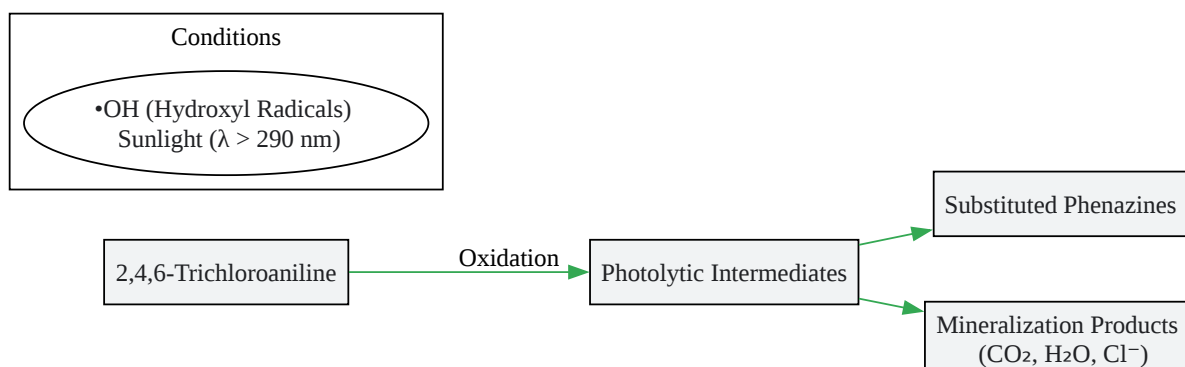 Conditions
•OH (Hydroxyl Radicals)
Sunlight (λ > 290 nm)
2,4,6-Trichloroaniline
Oxidation
Photolytic Intermediates
Substituted Phenazines
Mineralization Products
(CO₂, H₂O, Cl⁻)